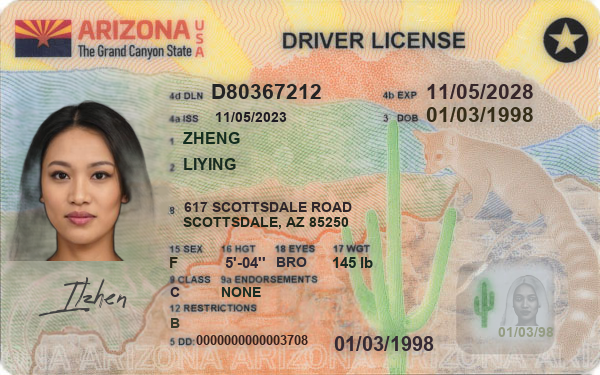 ARIZONA USA
The Grand Canyon State
DRIVER LICENSE
4d DLN D80367212
4b EXP 11/05/2028
4a ISS 11/05/2023
3 DOB 01/03/1998
1 ZHENG
2 LIYING
8 617 SCOTTSDALE ROAD
SCOTTSDALE, AZ 85250
15 SEX 16 HGT 18 EYES 17 WGT
F 5'-04" BRO 145 lb
9 CLASS 9a ENDORSEMENTS
C NONE
12 RESTRICTIONS
B
5 DD: 0000000000003708
01/03/1998
01/03/98
ARIZONA ARIZONA ARIZONA ARIZONA